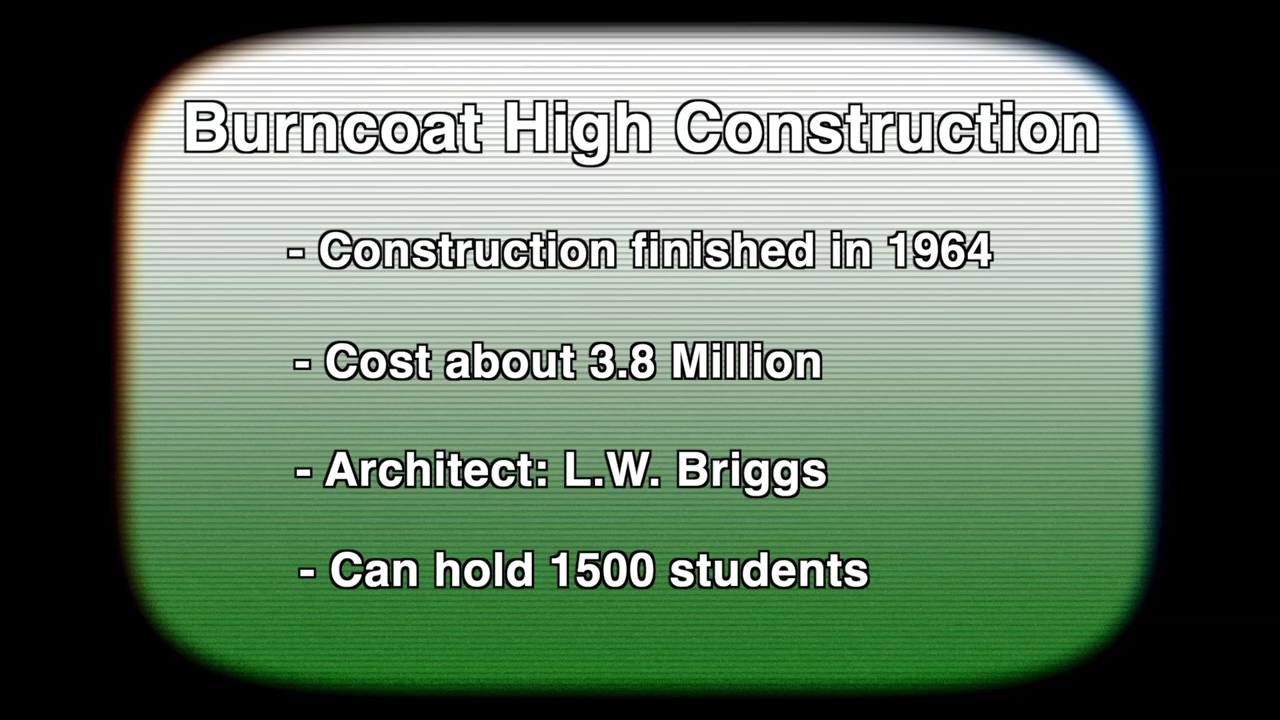 Burncoat High Construction
- Construction finished in 1964
- Cost about 3.8 Million
- Architect: L.W. Briggs
- Can hold 1500 students